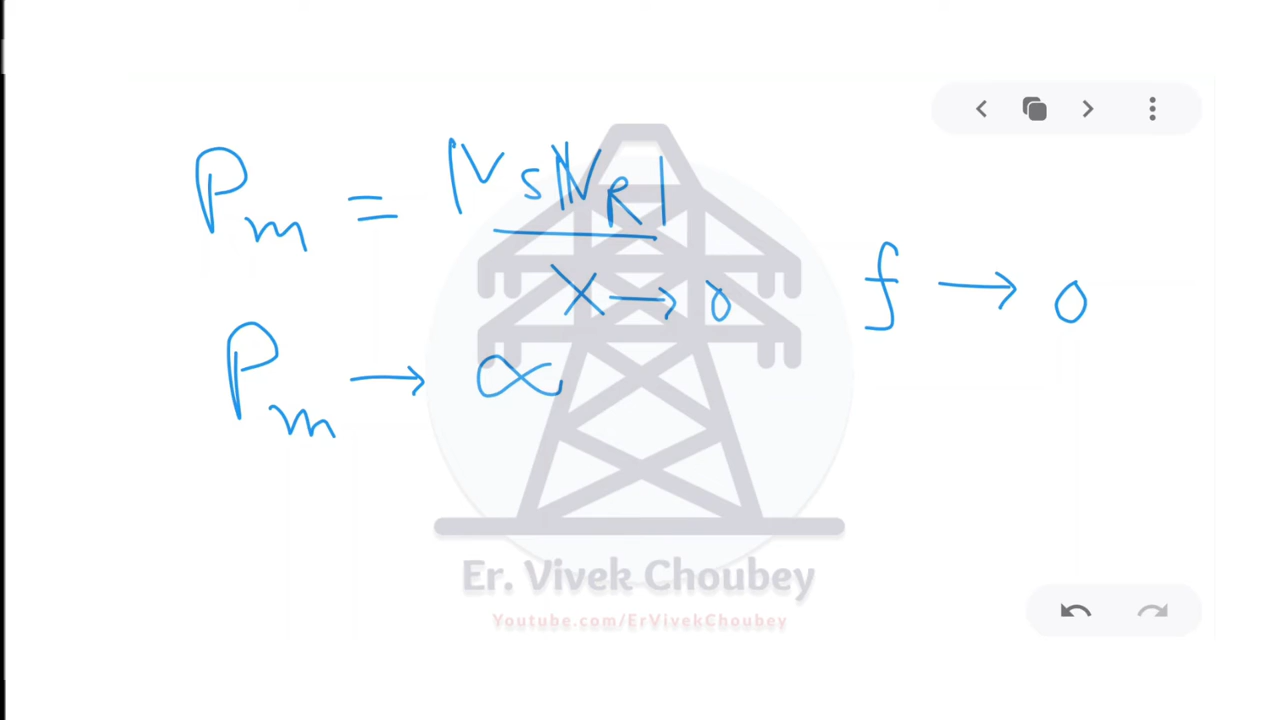 Pm = |Vs||VR|
X → 0
f → 0
Pm → ∝
Er. Vivek Choubey
Youtube.com/ErVivekChoubey